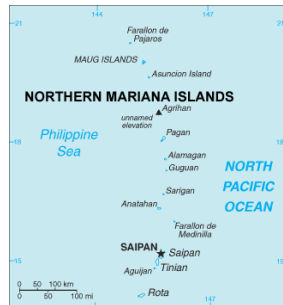 144
147
21
Farallon de
Pajaros
MAUG ISLANDS
Asuncion Island
NORTHERN MARIANA ISLANDS
Agrihan
unnamed
elevation
18
Philippine
Sea
Pagan
Alamagan
Guguan
NORTH
PACIFIC
OCEAN
Sarigan
Anatahan
Farallon de
Medinilla
SAIPAN
Saipan
15
Aguijan
Tinian
0 50 100 km
0 50 100 mi
Rota
147